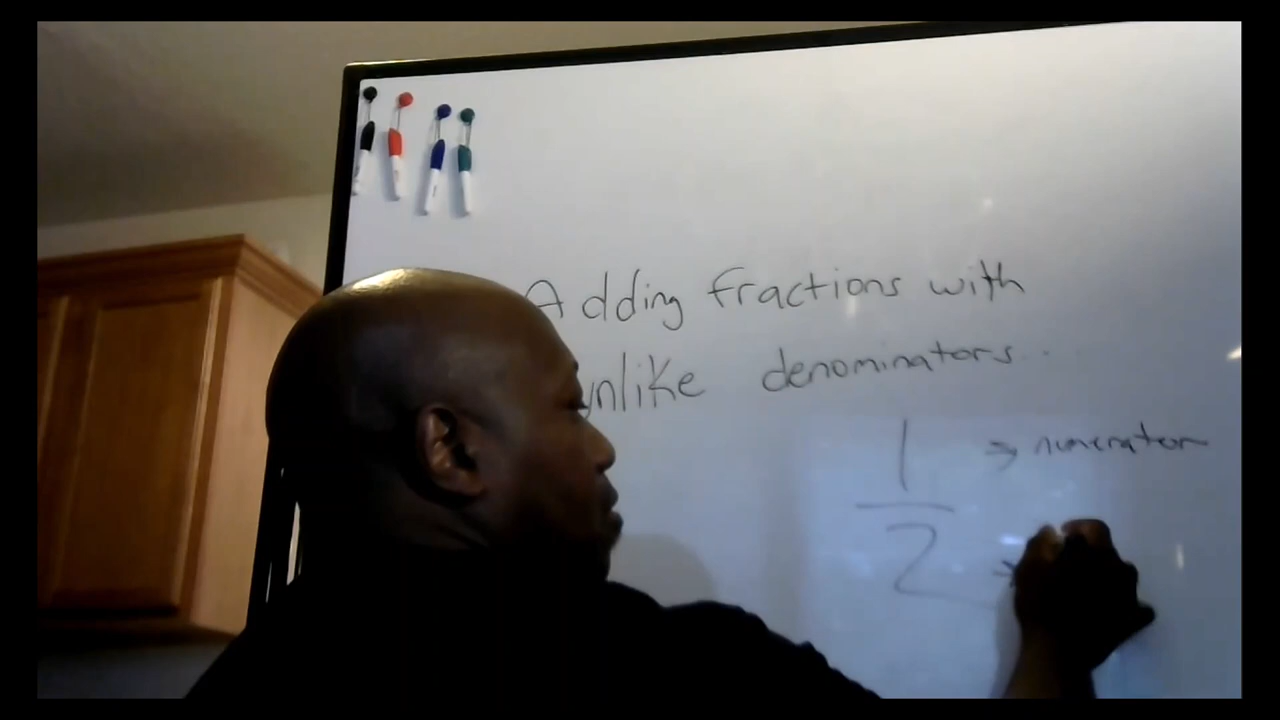 Adding fractions with
unlike denominators...
1 → numerator
2 →